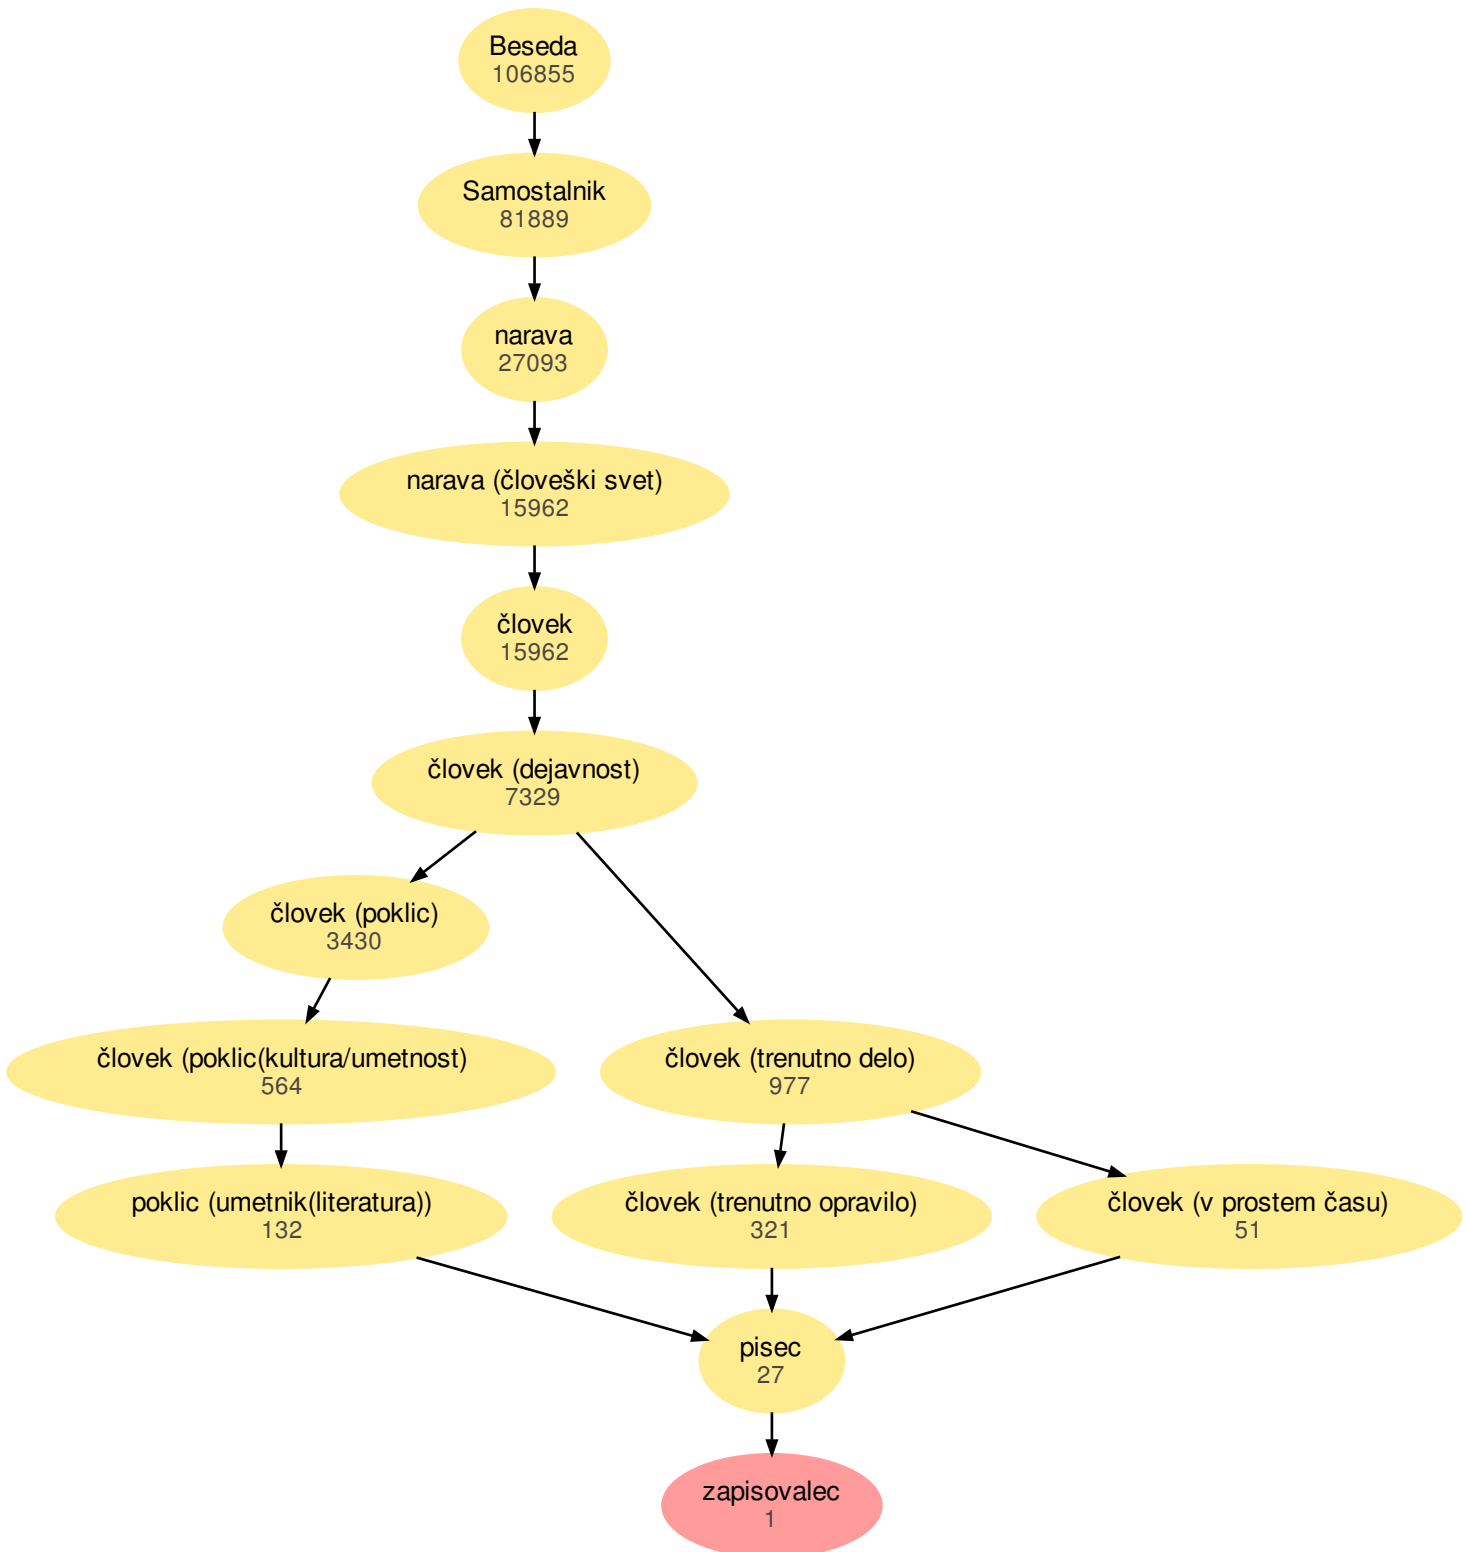 Beseda
106855
Samostalnik
81889
narava
27093
narava (človeški svet)
15962
človek
15962
človek (dejavnost)
7329
človek (poklic)
3430
človek (poklic(kultura/umetnost)
564
človek (trenutno delo)
977
poklic (umetnik(literatura))
132
človek (trenutno opravilo)
321
človek (v prostem času)
51
pisec
27
zapisovalec
1